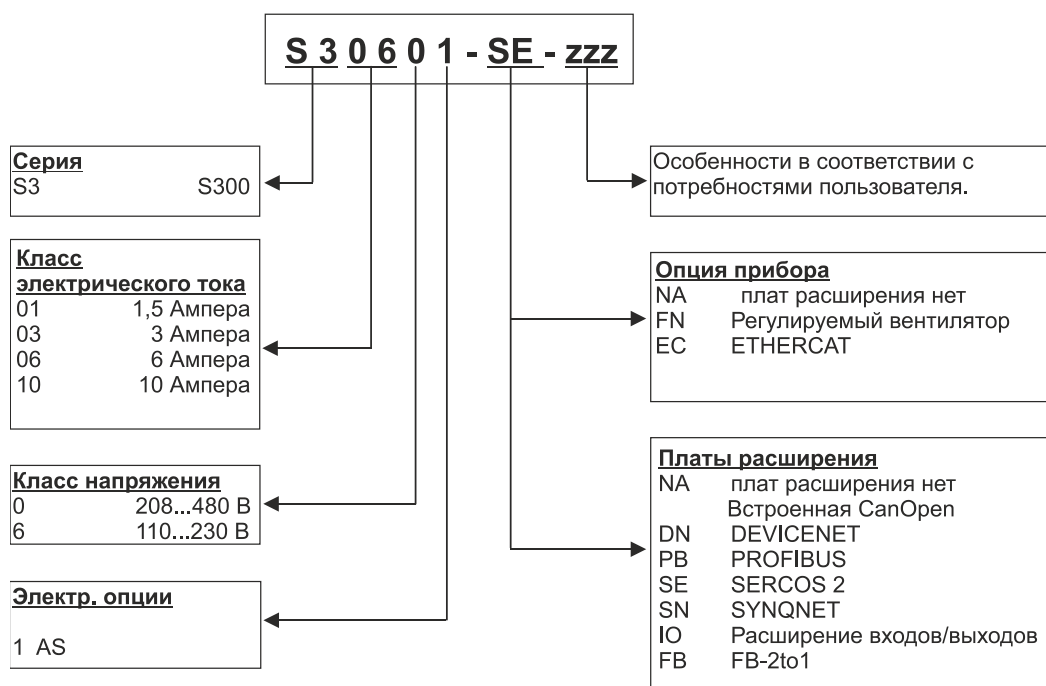 S 3 0 6 0 1 - SE - zzz
Серия
S3 S300
Класс
электрического тока
01 1,5 Ампера
03 3 Ампера
06 6 Ампера
10 10 Ампера
Класс напряжения
0 208...480 В
6 110...230 В
Электр. опции
1 AS
Особенности в соответствии с
потребностями пользователя.
Опция прибора
NA плат расширения нет
FN Регулируемый вентилятор
EC ETHERCAT
Платы расширения
NA плат расширения нет
Встроенная CanOpen
DN DEVICENET
PB PROFIBUS
SE SERCOS 2
SN SYNQNET
IO Расширение входов/выходов
FB FB-2to1